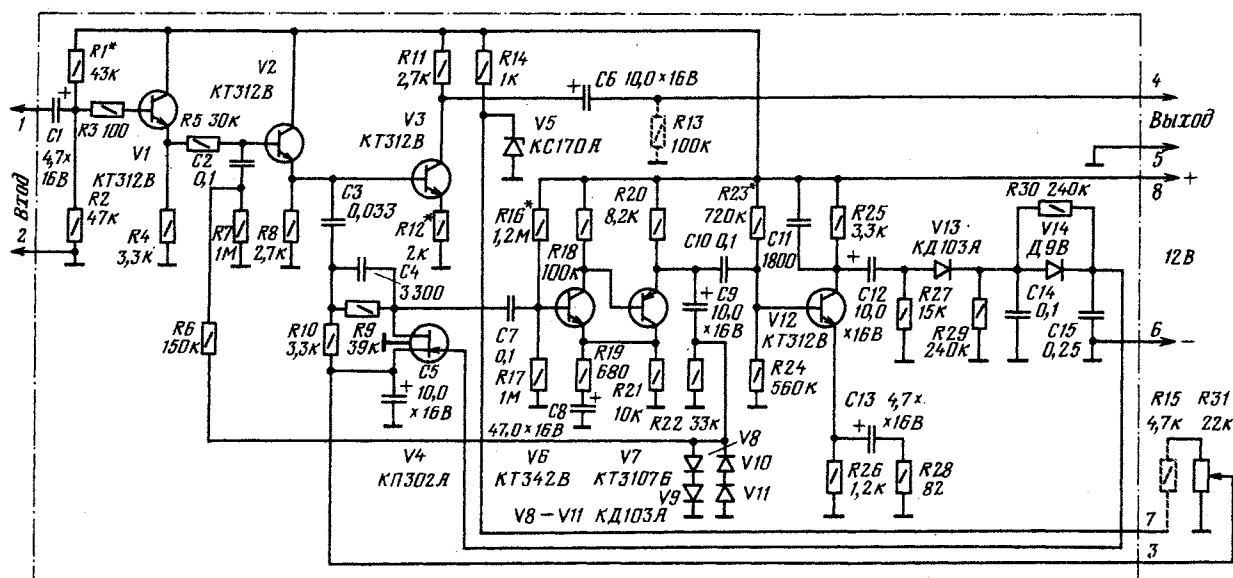 R1*
43к
V2
КТ312В
R11
2,7к
R14
1к
C6 10,0 × 16В
4
+
1
C1
4,7×
16В
R3 100
R5 30к
C2
0,1
V1
КТ312В
V3
КТ312В
V5
КС170А
R13
100к
Выход
5
+
8
Вход
R2
47к
2
R4
3,3к
R7
1М
R8
2,7к
C3
0,033
R12*
2к
R16*
1,2М
R18
100к
R20
8,2к
R23*
720к
C10 0,1
C11
1800
R25
3,3к
V13
КД103А
R30 240к
V14
Д9В
12В
C4
3300
R6
150к
R10
3,3к
R9
39к
C5
10,0
×16В
+
C7
0,1
R17
1М
R19
680
C8
+
47,0×16В
R21
10к
+
C9
10,0
×16В
R22 33к
V12
КТ312В
R24
560к
+
C12
10,0
×16В
R27
15к
R29
240к
C14
0,1
C15
0,25
6
–
V4
КП302А
V6
КТ342В
V7
КТ3107Б
V8
V9
V10
V11
V8 – V11 КД103А
C13 4,7×
×16В
+
R26
1,2к
R28
82
R15
4,7к
R31
22к
7
3